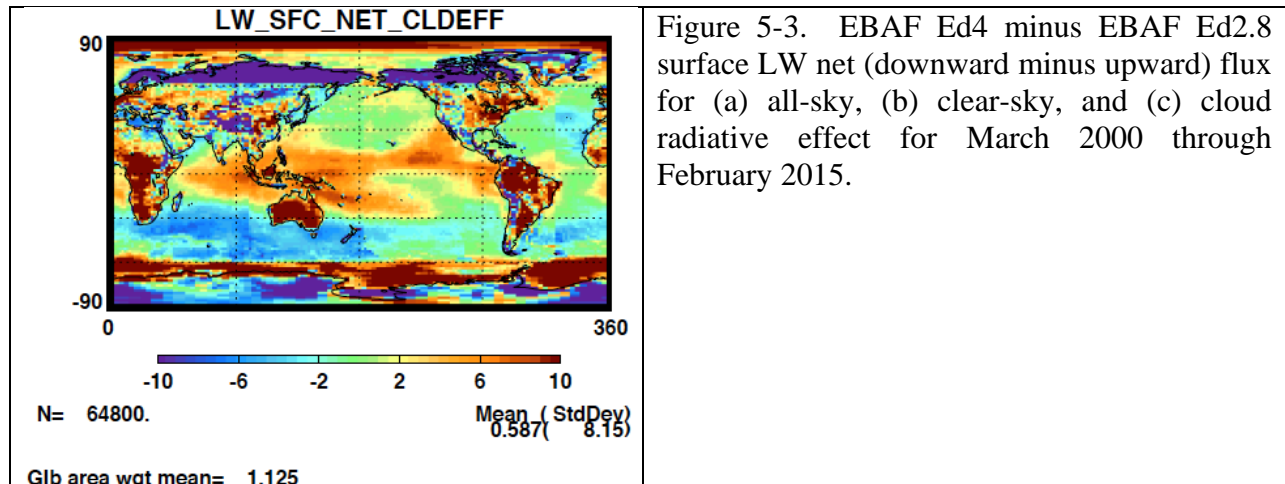 LW_SFC_NET_CLDEFF
90
-90
0
360
-10 -6 -2 2 6 10
N= 64800.
Mean ( StdDev)
0.587( 8.15)
Glb area wgt mean= 1.125
Figure 5-3. EBAF Ed4 minus EBAF Ed2.8
surface LW net (downward minus upward) flux
for (a) all-sky, (b) clear-sky, and (c) cloud
radiative effect for March 2000 through
February 2015.